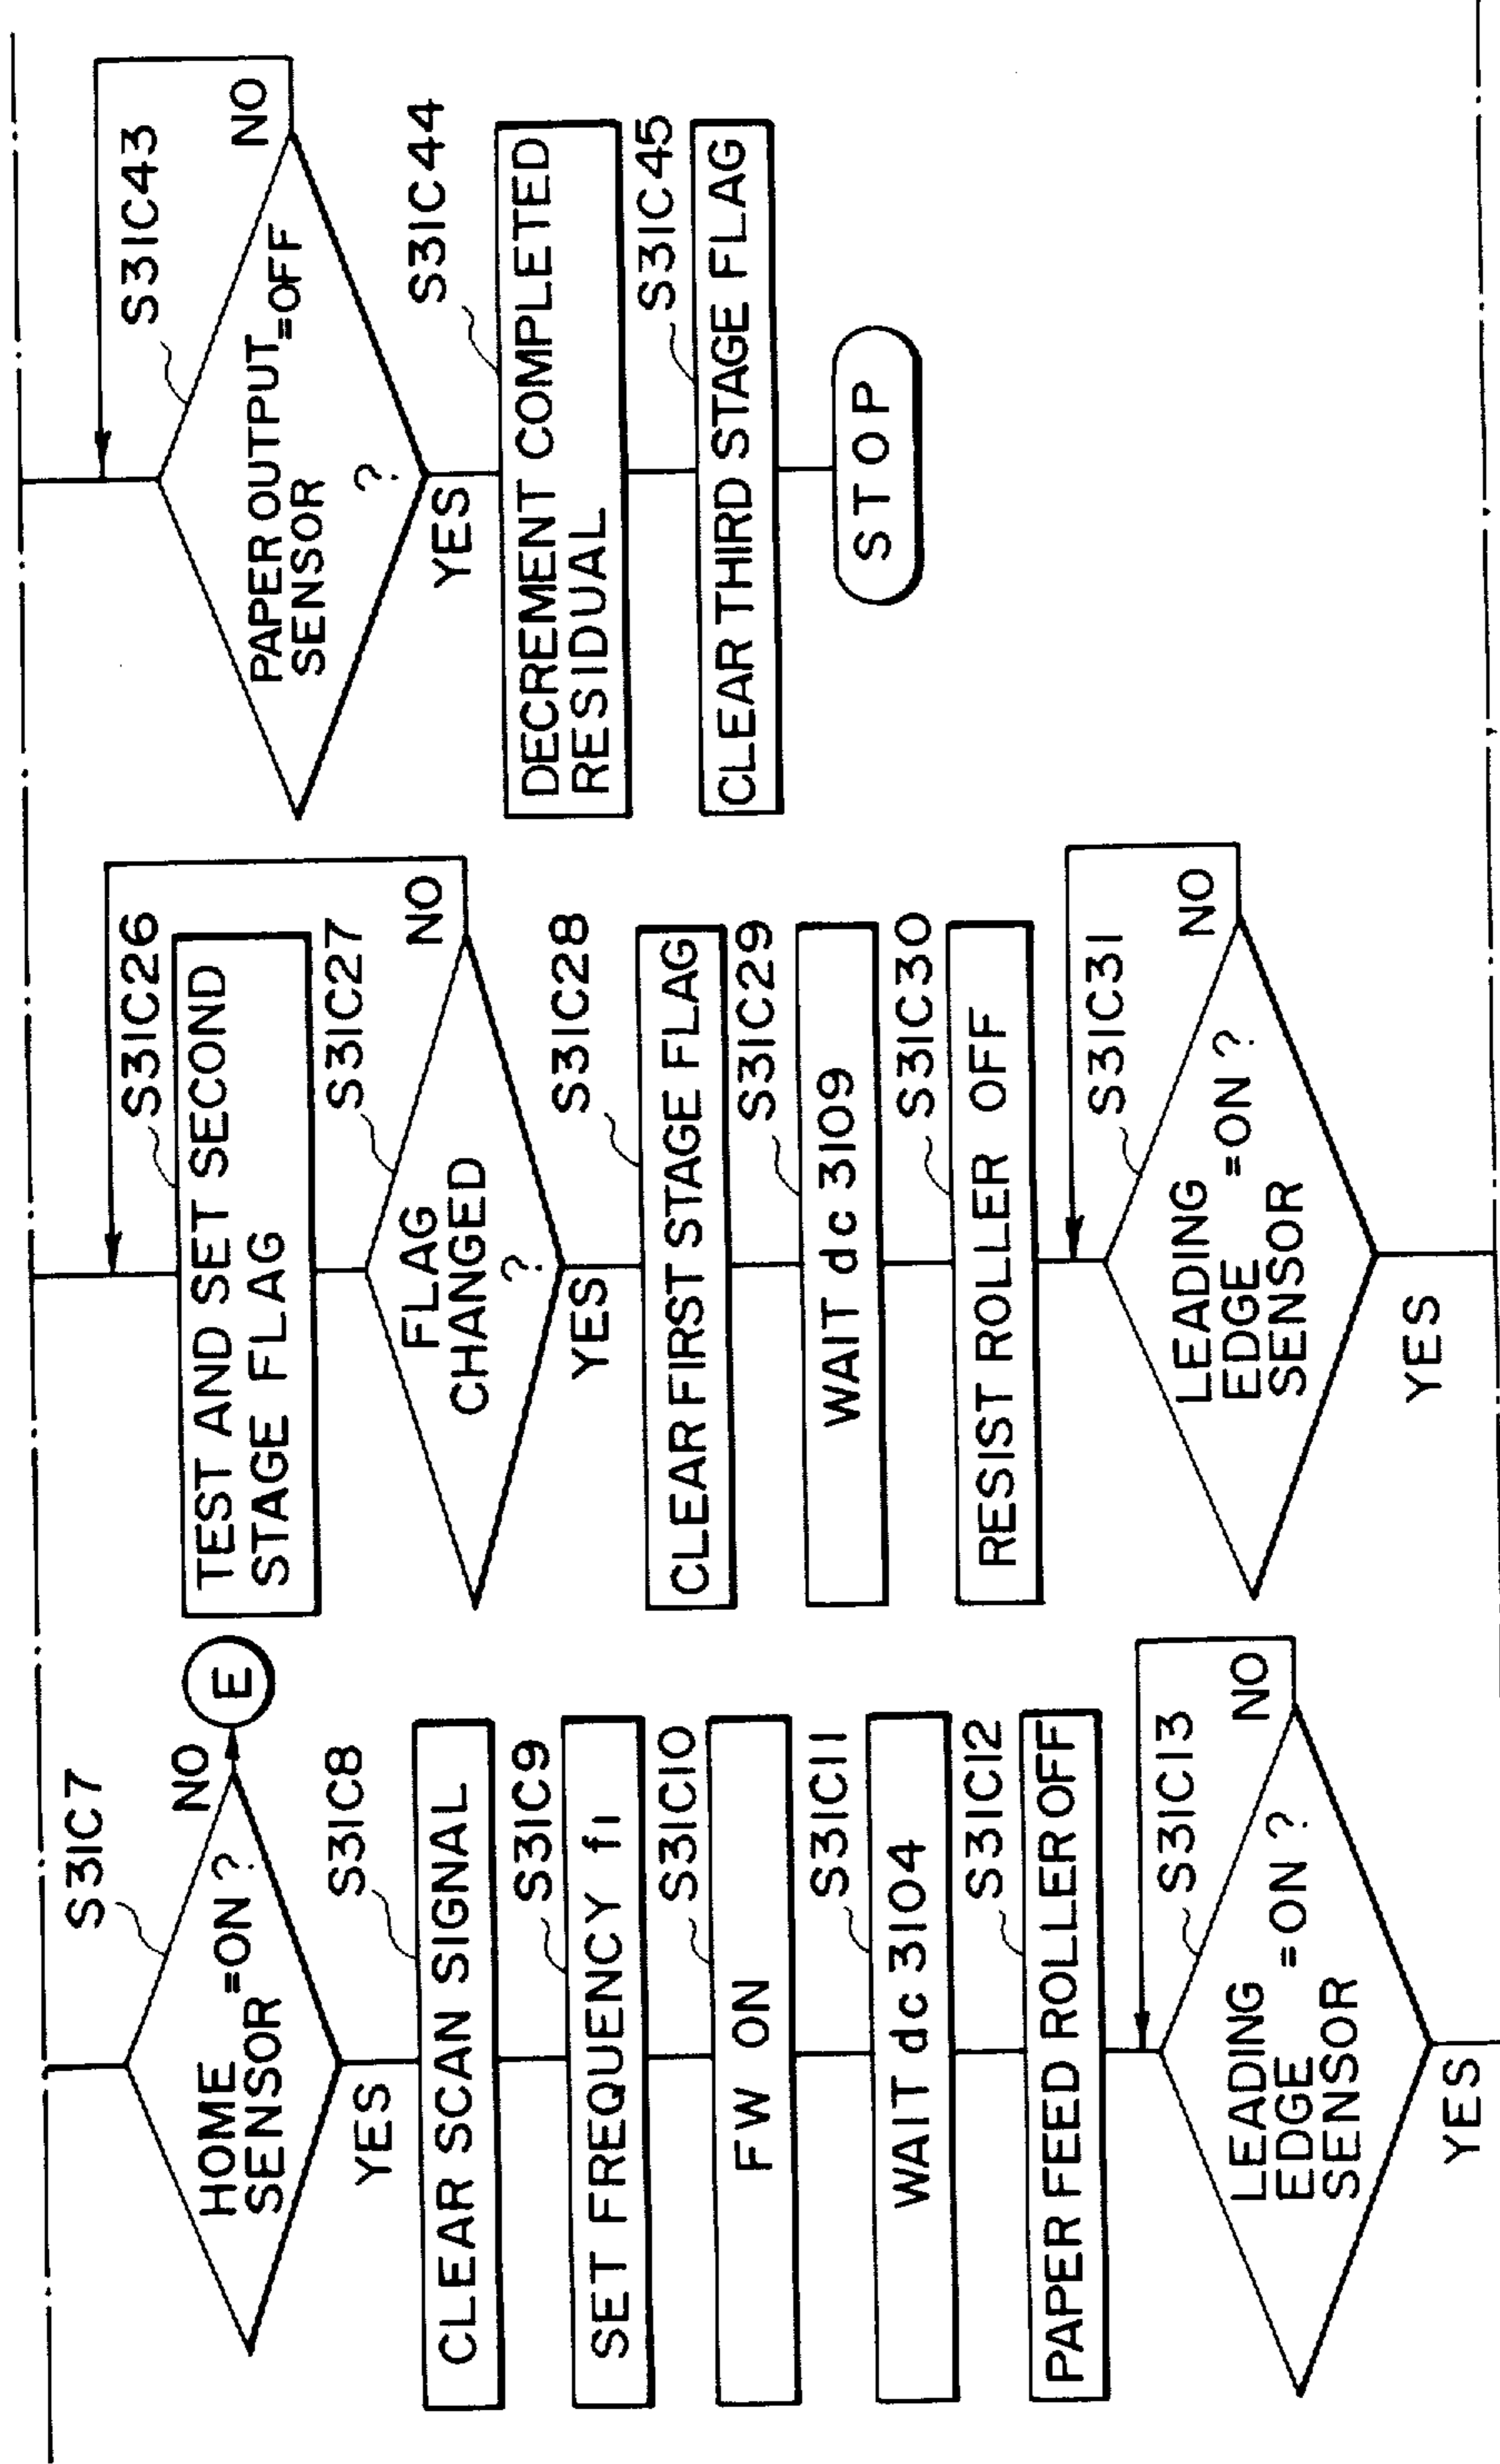 S31C7
HOME
SENSOR =ON ?
NO
E
YES
S31C8
CLEAR SCAN SIGNAL
S31C9
SET FREQUENCY f1
S31C10
FW ON
S31C11
WAIT dc 3104
S31C12
PAPER FEED ROLLER OFF
S31C13
LEADING
EDGE =ON ?
SENSOR
NO
YES
S31C26
TEST AND SET SECOND
STAGE FLAG
S31C27
FLAG
CHANGED
?
NO
YES
S31C28
CLEAR FIRST STAGE FLAG
S31C29
WAIT dc 3109
S31C30
RESIST ROLLER OFF
S31C31
LEADING
EDGE =ON ?
SENSOR
NO
YES
S31C43
PAPER OUTPUT =OFF
SENSOR
?
NO
YES
S31C44
DECREMENT COMPLETED
RESIDUAL
S31C45
CLEAR THIRD STAGE FLAG
STOP